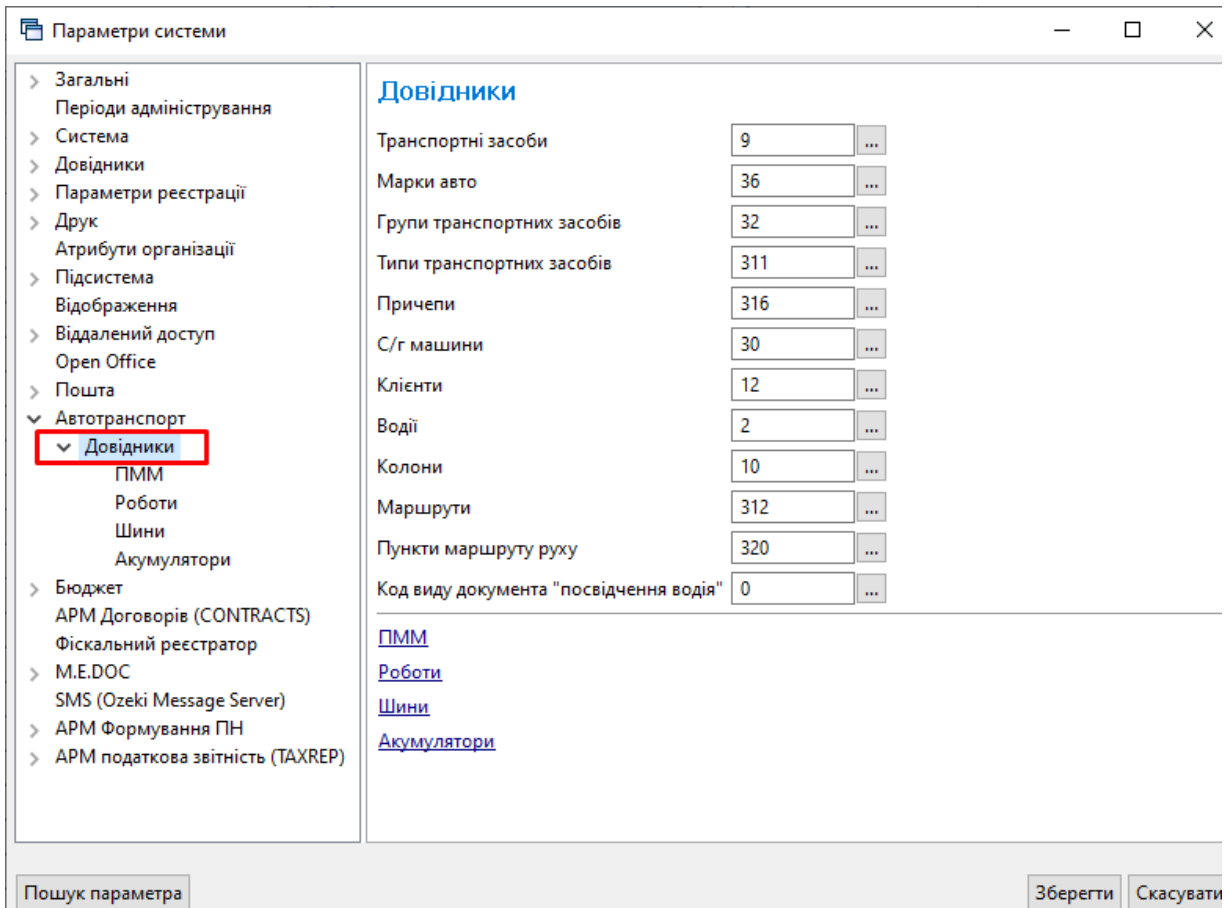 Параметри системи
Загальні
Періоди адміністрування
Система
Довідники
Параметри реєстрації
Друк
Атрибути організації
Підсистема
Відображення
Віддалений доступ
Open Office
Пошта
Автотранспорт
Довідники
ПММ
Роботи
Шини
Акумулятори
Бюджет
АРМ Договорів (CONTRACTS)
Фіскальний реєстратор
M.E.DOC
SMS (Ozeki Message Server)
АРМ Формування ПН
АРМ податкова звітність (TAXREP)
Довідники
Транспортні засоби 9 ...
Марки авто 36 ...
Групи транспортних засобів 32 ...
Типи транспортних засобів 311 ...
Причепи 316 ...
С/г машини 30 ...
Клієнти 12 ...
Водії 2 ...
Колони 10 ...
Маршрути 312 ...
Пункти маршруту руху 320 ...
Код виду документа "посвідчення водія" 0 ...
ПММ
Роботи
Шини
Акумулятори
Пошук параметра
Зберегти Скасувати